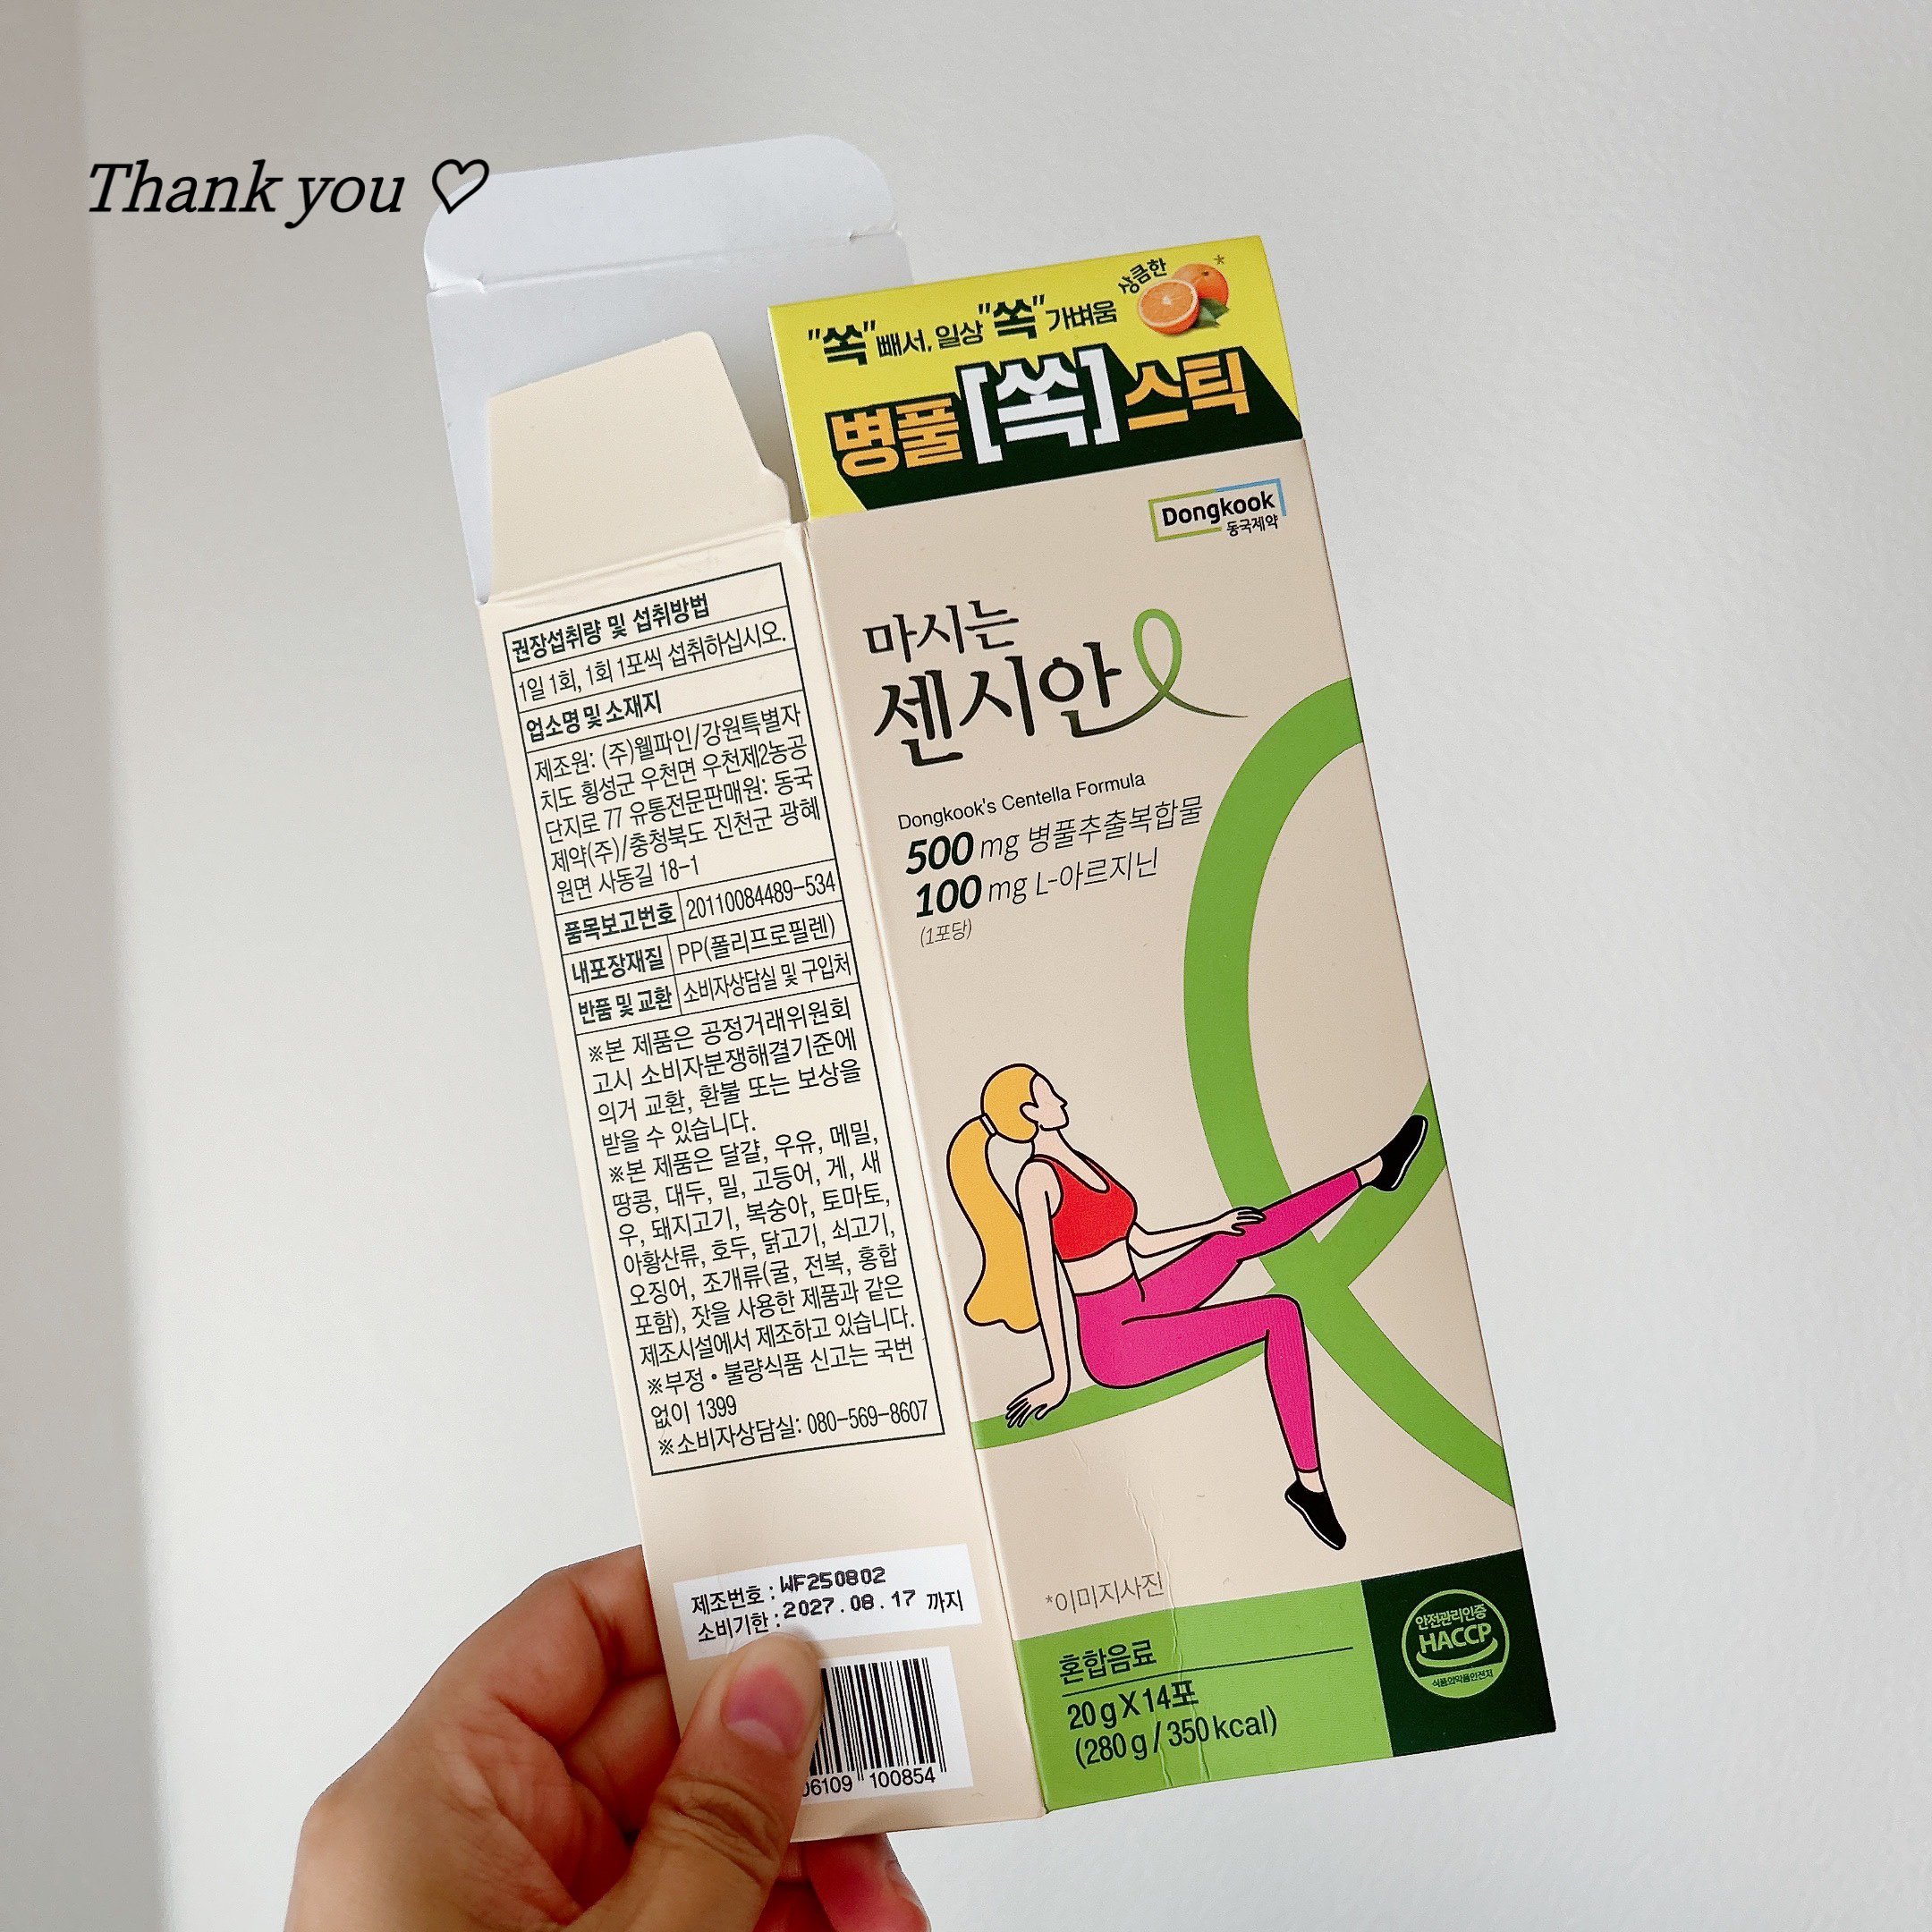 Thank you ♡
"쏙" 빼서, 일상 "쏙" 가벼움
상큼한
*
병풀[쏙]스틱
Dongkook
동국제약
마시는
센시안
Dongkook's Centella Formula
500 mg 병풀추출복합물
100 mg L-아르지닌
(1포당)
*이미지사진
혼합음료
20 g X 14포
(280 g / 350 kcal)
안전관리인증
HACCP
식품의약품안전처
권장섭취량 및 섭취방법
1일 1회, 1회 1포씩 섭취하십시오.
업소명 및 소재지
제조원: (주)웰파인/강원특별자
치도 횡성군 우천면 우천제2농공
단지로 77 유통전문판매원: 동국
제약(주)/충청북도 진천군 광혜
원면 사동길 18-1
품목보고번호 20110084489-534
내포장재질 PP(폴리프로필렌)
반품 및 교환 소비자상담실 및 구입처
※본 제품은 공정거래위원회
고시 소비자분쟁해결기준에
의거 교환, 환불 또는 보상을
받을 수 있습니다.
※본 제품은 달걀, 우유, 메밀,
땅콩, 대두, 밀, 고등어, 게, 새
우, 돼지고기, 복숭아, 토마토,
아황산류, 호두, 닭고기, 쇠고기,
오징어, 조개류(굴, 전복, 홍합
포함), 잣을 사용한 제품과 같은
제조시설에서 제조하고 있습니다.
※부정 • 불량식품 신고는 국번
없이 1399
※소비자상담실: 080-569-8607
제조번호 : WF250802
소비기한 : 2027.08.17 까지
06109 100854